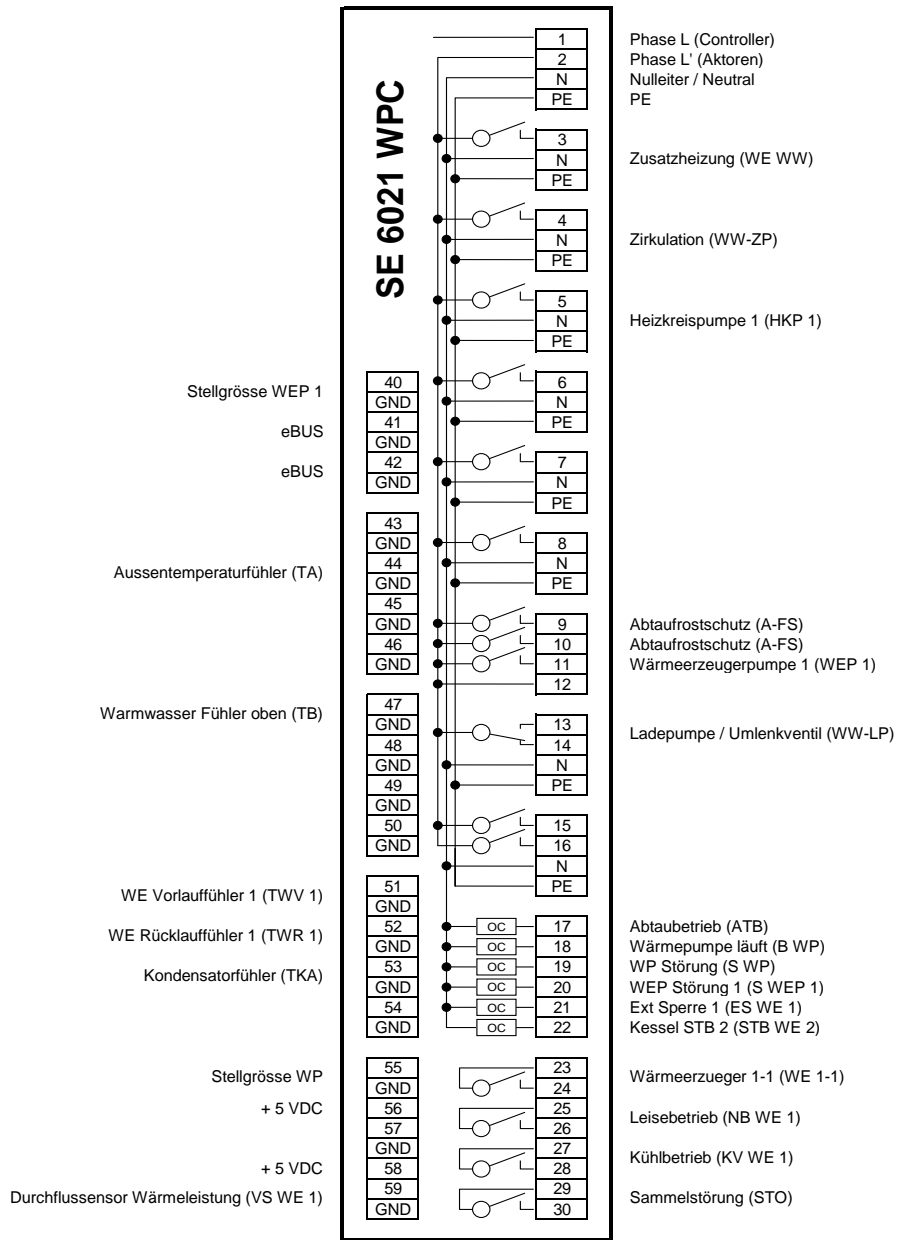 SE 6021 WPC
1 Phase L (Controller)
2 Phase L' (Aktoren)
N Nulleiter / Neutral
PE PE
3
N Zusatzheizung (WE WW)
PE
4
N Zirkulation (WW-ZP)
PE
5
N Heizkreispumpe 1 (HKP 1)
PE
6
N
PE
7
N
PE
8
N
PE
9 Abtaufrostschutz (A-FS)
10 Abtaufrostschutz (A-FS)
11 Wärmeerzeugerpumpe 1 (WEP 1)
12
13
Ladepumpe / Umlenkventil (WW-LP)
14
N
PE
15
16
N
PE
OC 17 Abtaubetrieb (ATB)
OC 18 Wärmepumpe läuft (B WP)
OC 19 WP Störung (S WP)
OC 20 WEP Störung 1 (S WEP 1)
OC 21 Ext Sperre 1 (ES WE 1)
OC 22 Kessel STB 2 (STB WE 2)
23
Wärmeerzueger 1-1 (WE 1-1)
24
25
Leisebetrieb (NB WE 1)
26
27
Kühlbetrieb (KV WE 1)
28
29
Sammelstörung (STO)
30
40
Stellgrösse WEP 1
GND
41
eBUS
GND
42
eBUS
GND
43
GND
44
Aussentemperaturfühler (TA)
GND
45
GND
46
GND
47
Warmwasser Fühler oben (TB)
GND
48
GND
49
GND
50
GND
51
WE Vorlauffühler 1 (TWV 1)
GND
52
WE Rücklauffühler 1 (TWR 1)
GND
53
Kondensatorfühler (TKA)
GND
54
GND
55
Stellgrösse WP
GND
+ 5 VDC 56
57
GND
+ 5 VDC 58
59
Durchflussensor Wärmeleistung (VS WE 1)
GND